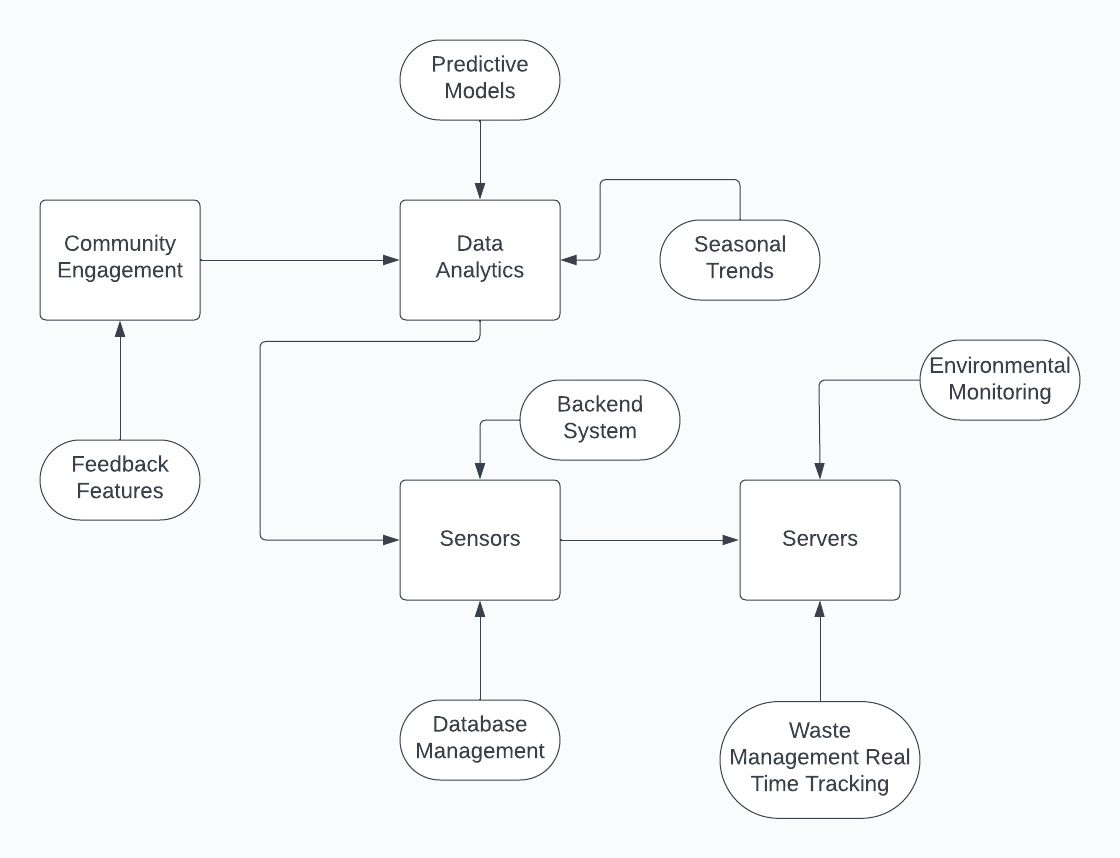 Predictive
Models
Community
Engagement
Data
Analytics
Seasonal
Trends
Environmental
Monitoring
Backend
System
Feedback
Features
Sensors
Servers
Database
Management
Waste
Management Real
Time Tracking